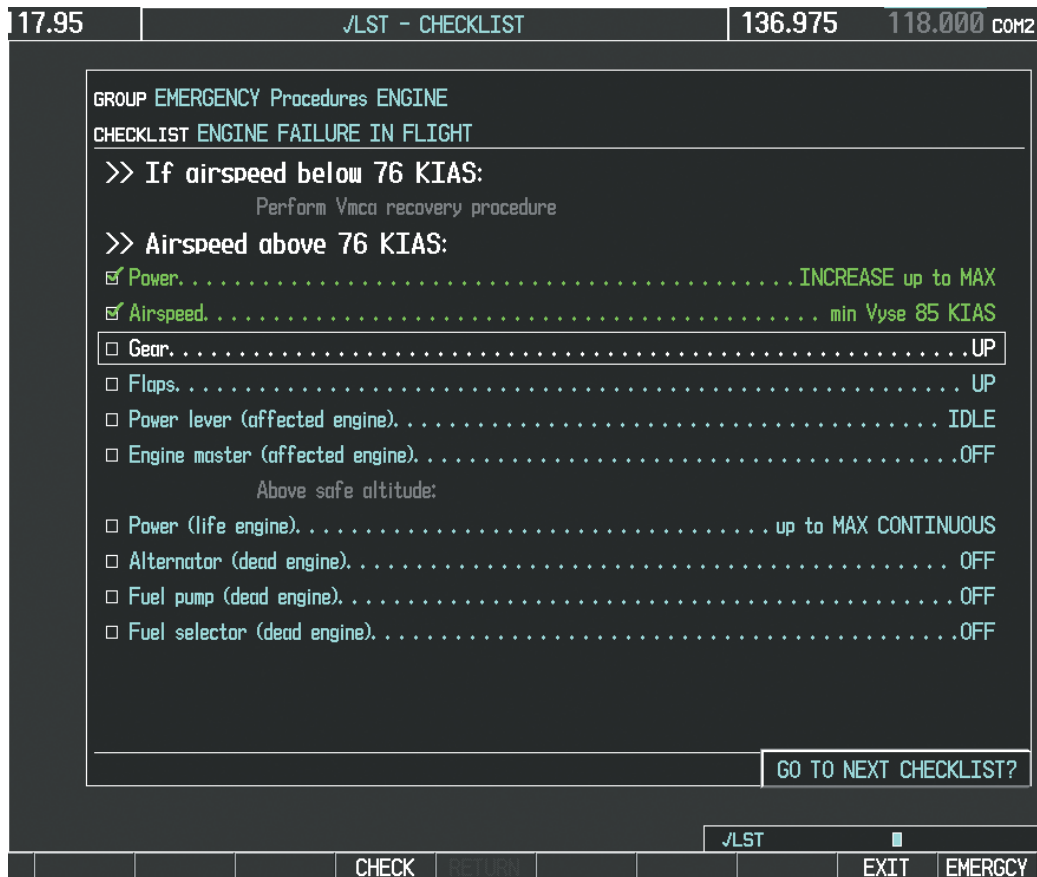 117.95 √LST - CHECKLIST 136.975 118.000 COM2
GROUP EMERGENCY Procedures ENGINE
CHECKLIST ENGINE FAILURE IN FLIGHT
>> If airspeed below 76 KIAS:
Perform Vmca recovery procedure
>> Airspeed above 76 KIAS:
Power............................................INCREASE up to MAX
Airspeed............................................ min Vyse 85 KIAS
Gear.........................................................UP
Flaps........................................................ UP
Power lever (affected engine)....................................... IDLE
Engine master (affected engine).......................................OFF
Above safe altitude:
Power (life engine).................................. up to MAX CONTINUOUS
Alternator (dead engine)........................................... OFF
Fuel pump (dead engine)............................................ OFF
Fuel selector (dead engine)..........................................OFF
GO TO NEXT CHECKLIST?
√LST
CHECK RETURN EXIT EMERGCY